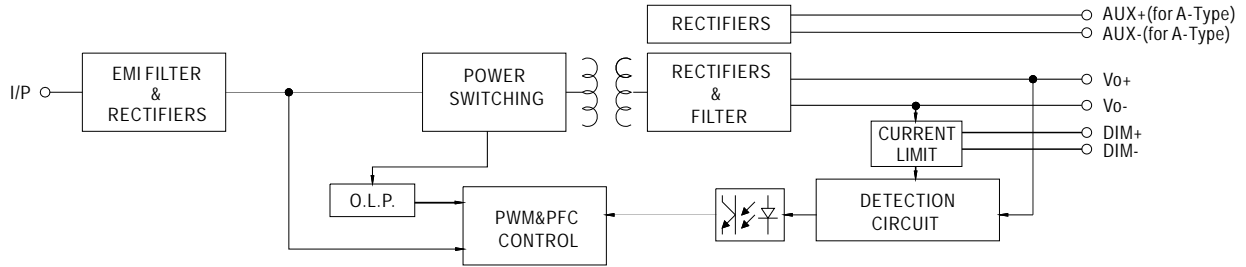 RECTIFIERS
AUX+(for A-Type)
AUX-(for A-Type)
I/P
EMI FILTER
&
RECTIFIERS
POWER
SWITCHING
RECTIFIERS
&
FILTER
Vo+
Vo-
CURRENT
LIMIT
DIM+
DIM-
O.L.P.
PWM&PFC
CONTROL
DETECTION
CIRCUIT